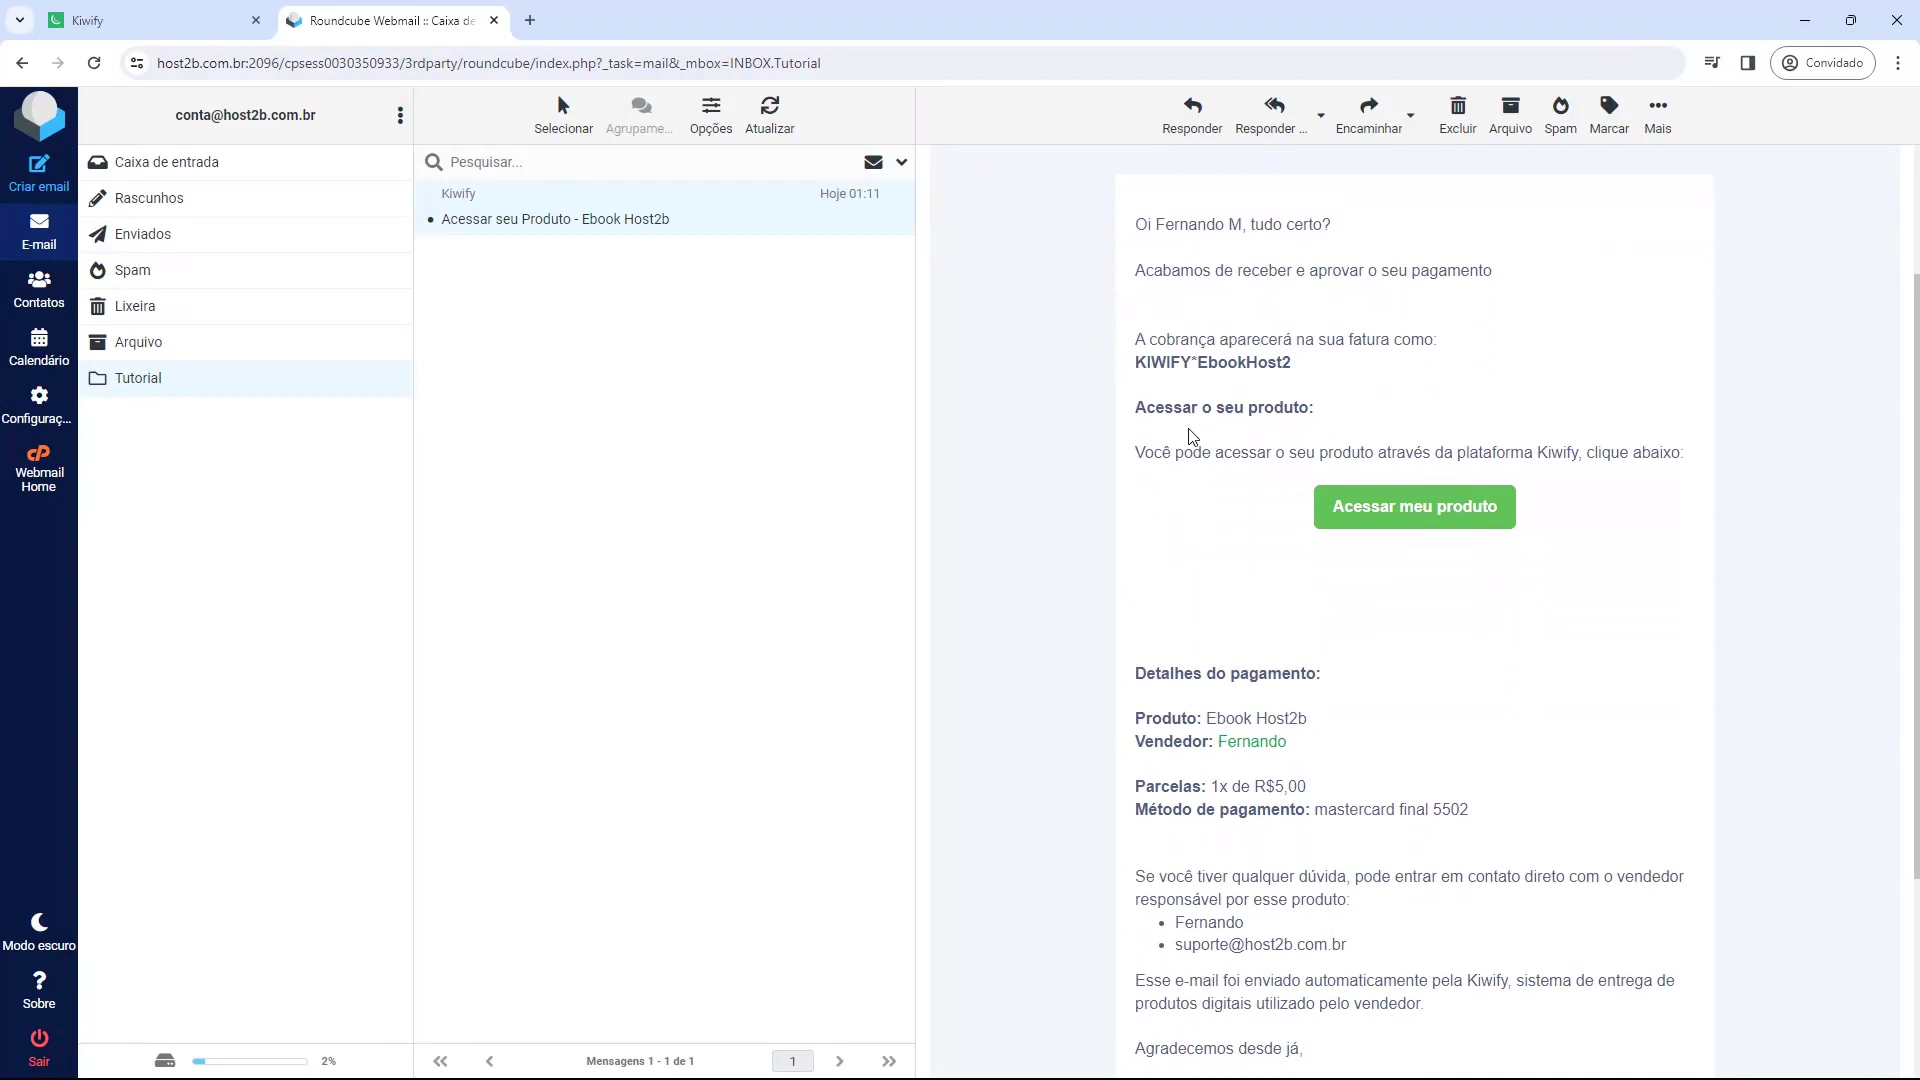 Kiwify
Roundcube Webmail :: Caixa de
host2b.com.br:2096/cpsess0030350933/3rdparty/roundcube/index.php?_task=mail&_mbox=INBOX.Tutorial
Convidado
conta@host2b.com.br
Criar email
E-mail
Contatos
Calendário
Configuraç...
cP
Webmail
Home
Modo escuro
Sobre
Sair
Caixa de entrada
Rascunhos
Enviados
Spam
Lixeira
Arquivo
Tutorial
2%
Selecionar
Agrupame...
Opções
Atualizar
Pesquisar...
Kiwify
Hoje 01:11
Acessar seu Produto - Ebook Host2b
Mensagens 1 - 1 de 1
1
Responder
Responder ...
Encaminhar
Excluir
Arquivo
Spam
Marcar
Mais
Oi Fernando M, tudo certo?
Acabamos de receber e aprovar o seu pagamento
A cobrança aparecerá na sua fatura como:
KIWIFY*EbookHost2
Acessar o seu produto:
Você pode acessar o seu produto através da plataforma Kiwify, clique abaixo:
Acessar meu produto
Detalhes do pagamento:
Produto: Ebook Host2b
Vendedor: Fernando
Parcelas: 1x de R$5,00
Método de pagamento: mastercard final 5502
Se você tiver qualquer dúvida, pode entrar em contato direto com o vendedor
responsável por esse produto:
• Fernando
• suporte@host2b.com.br
Esse e-mail foi enviado automaticamente pela Kiwify, sistema de entrega de
produtos digitais utilizado pelo vendedor.
Agradecemos desde já,